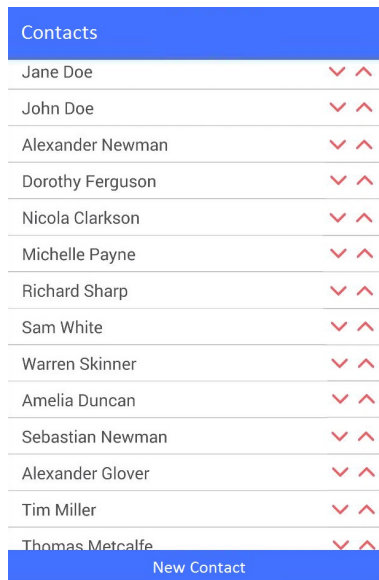 Contacts
Jane Doe
John Doe
Alexander Newman
Dorothy Ferguson
Nicola Clarkson
Michelle Payne
Richard Sharp
Sam White
Warren Skinner
Amelia Duncan
Sebastian Newman
Alexander Glover
Tim Miller
Thomas Metcalfe
New Contact